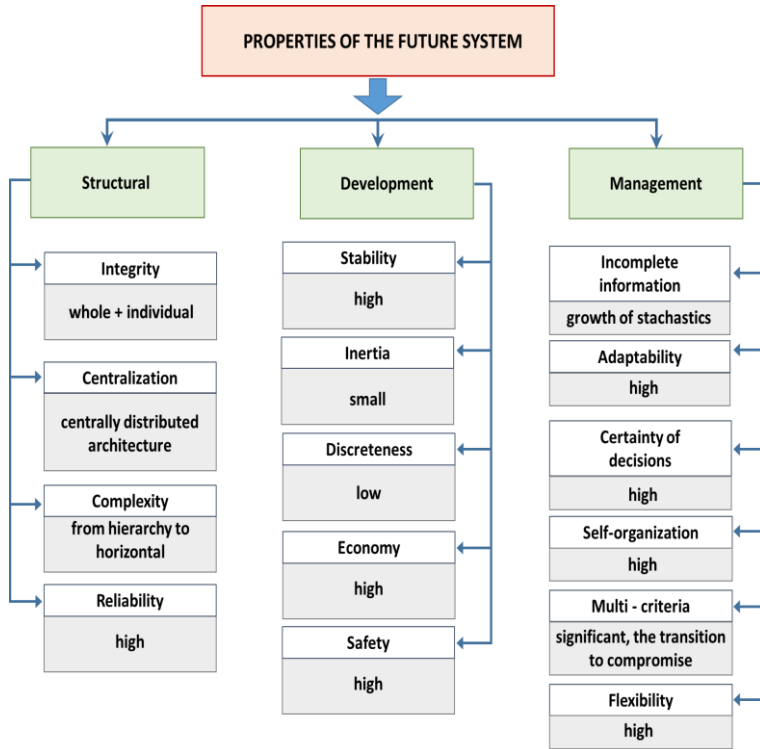 PROPERTIES OF THE FUTURE SYSTEM
Structural
Integrity
whole + individual
Centralization
centrally distributed
architecture
Complexity
from hierarchy to
horizontal
Reliability
high
Development
Stability
high
Inertia
small
Discreteness
low
Economy
high
Safety
high
Management
Incomplete
information
growth of stachastics
Adaptability
high
Certainty of
decisions
high
Self-organization
high
Multi - criteria
significant, the transition
to compromise
Flexibility
high